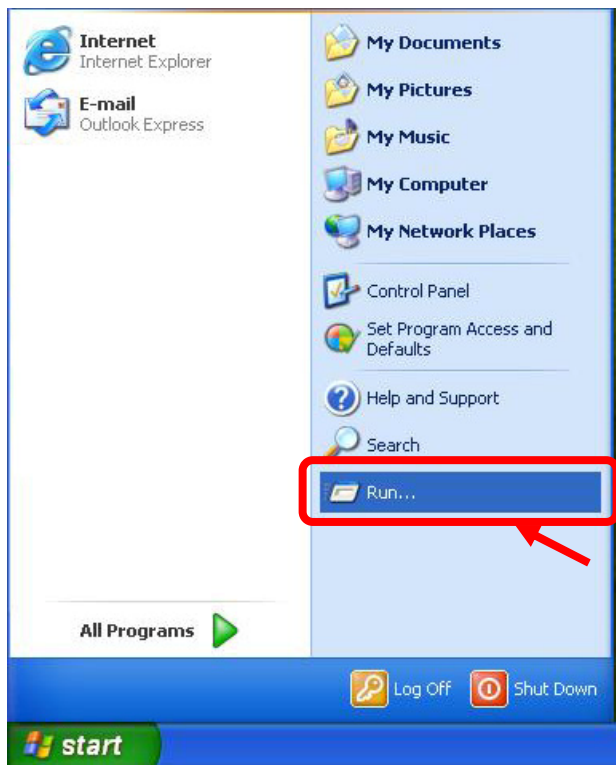 Internet
Internet Explorer
E-mail
Outlook Express
All Programs
My Documents
My Pictures
My Music
My Computer
My Network Places
Control Panel
Set Program Access and
Defaults
Help and Support
Search
Run...
Log Off
Shut Down
start